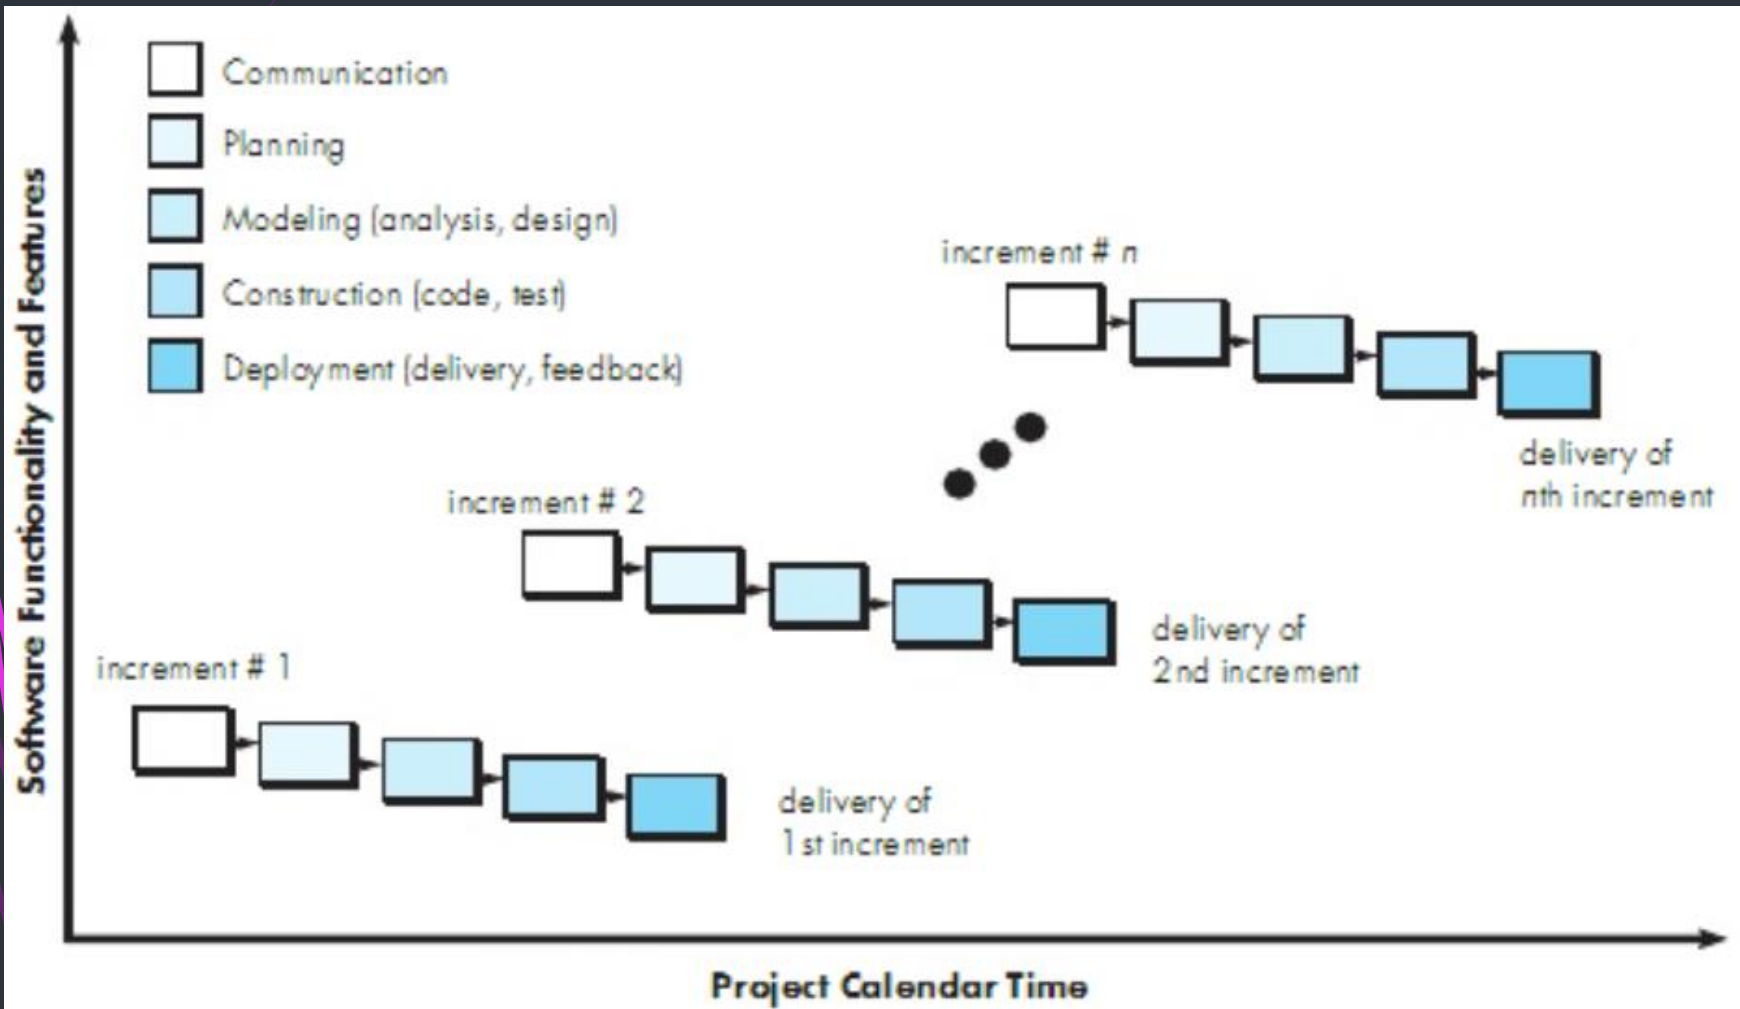 Communication
Planning
Modeling (analysis, design)
Construction (code, test)
Deployment (delivery, feedback)
Software Functionality and Features
increment # n
delivery of
nth increment
increment # 2
delivery of
2nd increment
increment # 1
delivery of
1st increment
Project Calendar Time